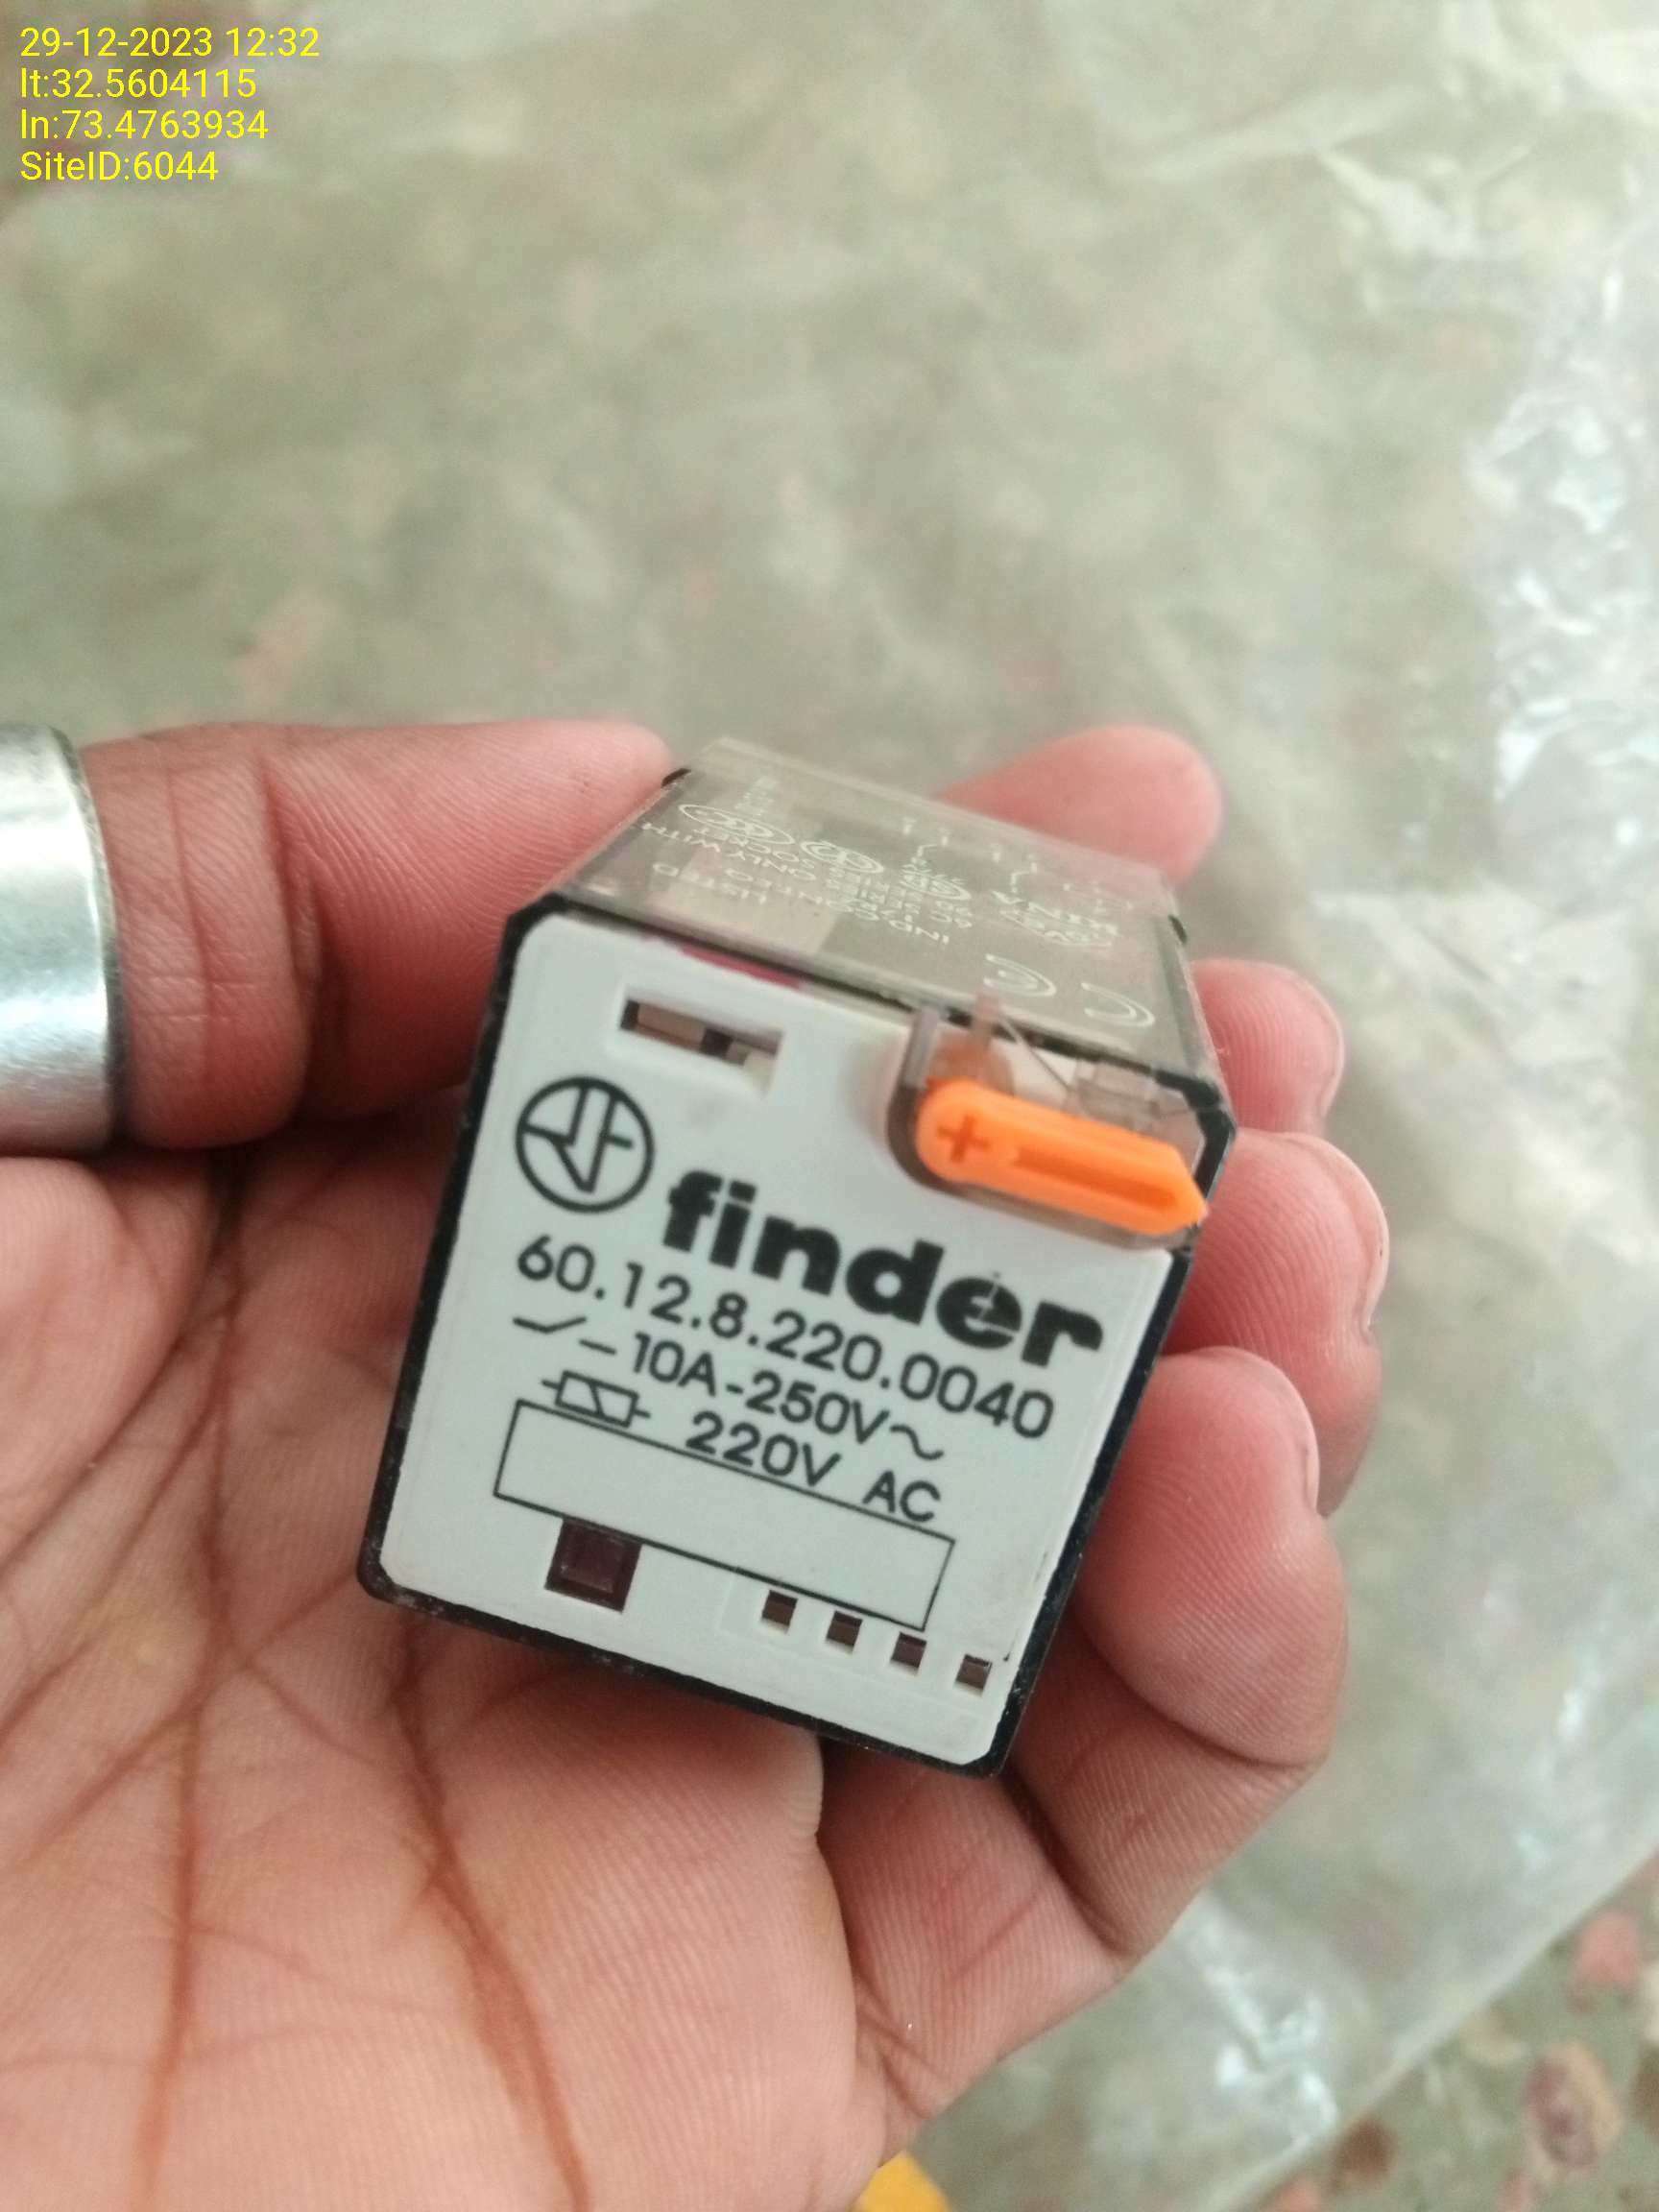 29-12-2023 12:32
lt:32.5604115
ln:73.4763934
SiteID:6044
finder
60.12.8.220.0040
10A-250V~
220V AC